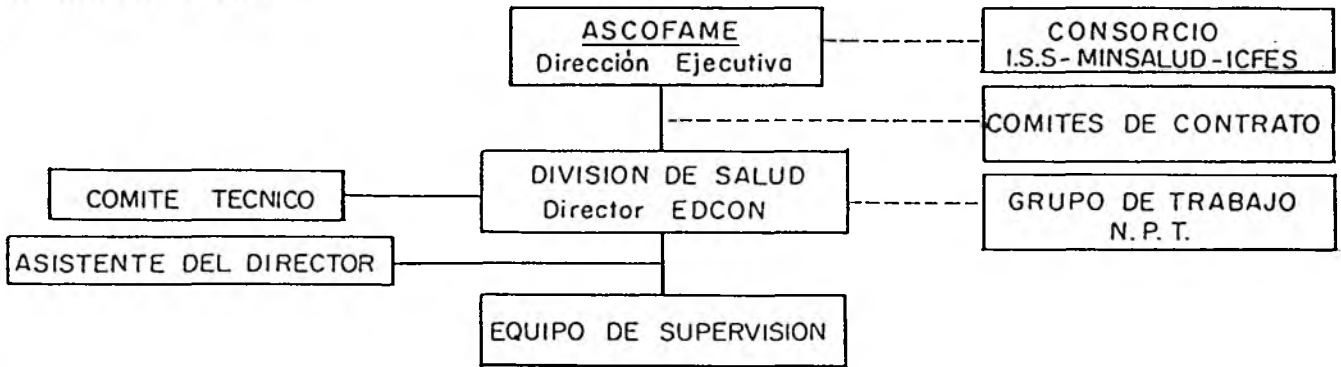 ASCOFAME
Dirección Ejecutiva
CONSORCIO
I.S.S-MINSALUD-ICFES
COMITES DE CONTRATO
DIVISION DE SALUD
Director EDCON
COMITE TECNICO
GRUPO DE TRABAJO
N. P. T.
ASISTENTE DEL DIRECTOR
EQUIPO DE SUPERVISION